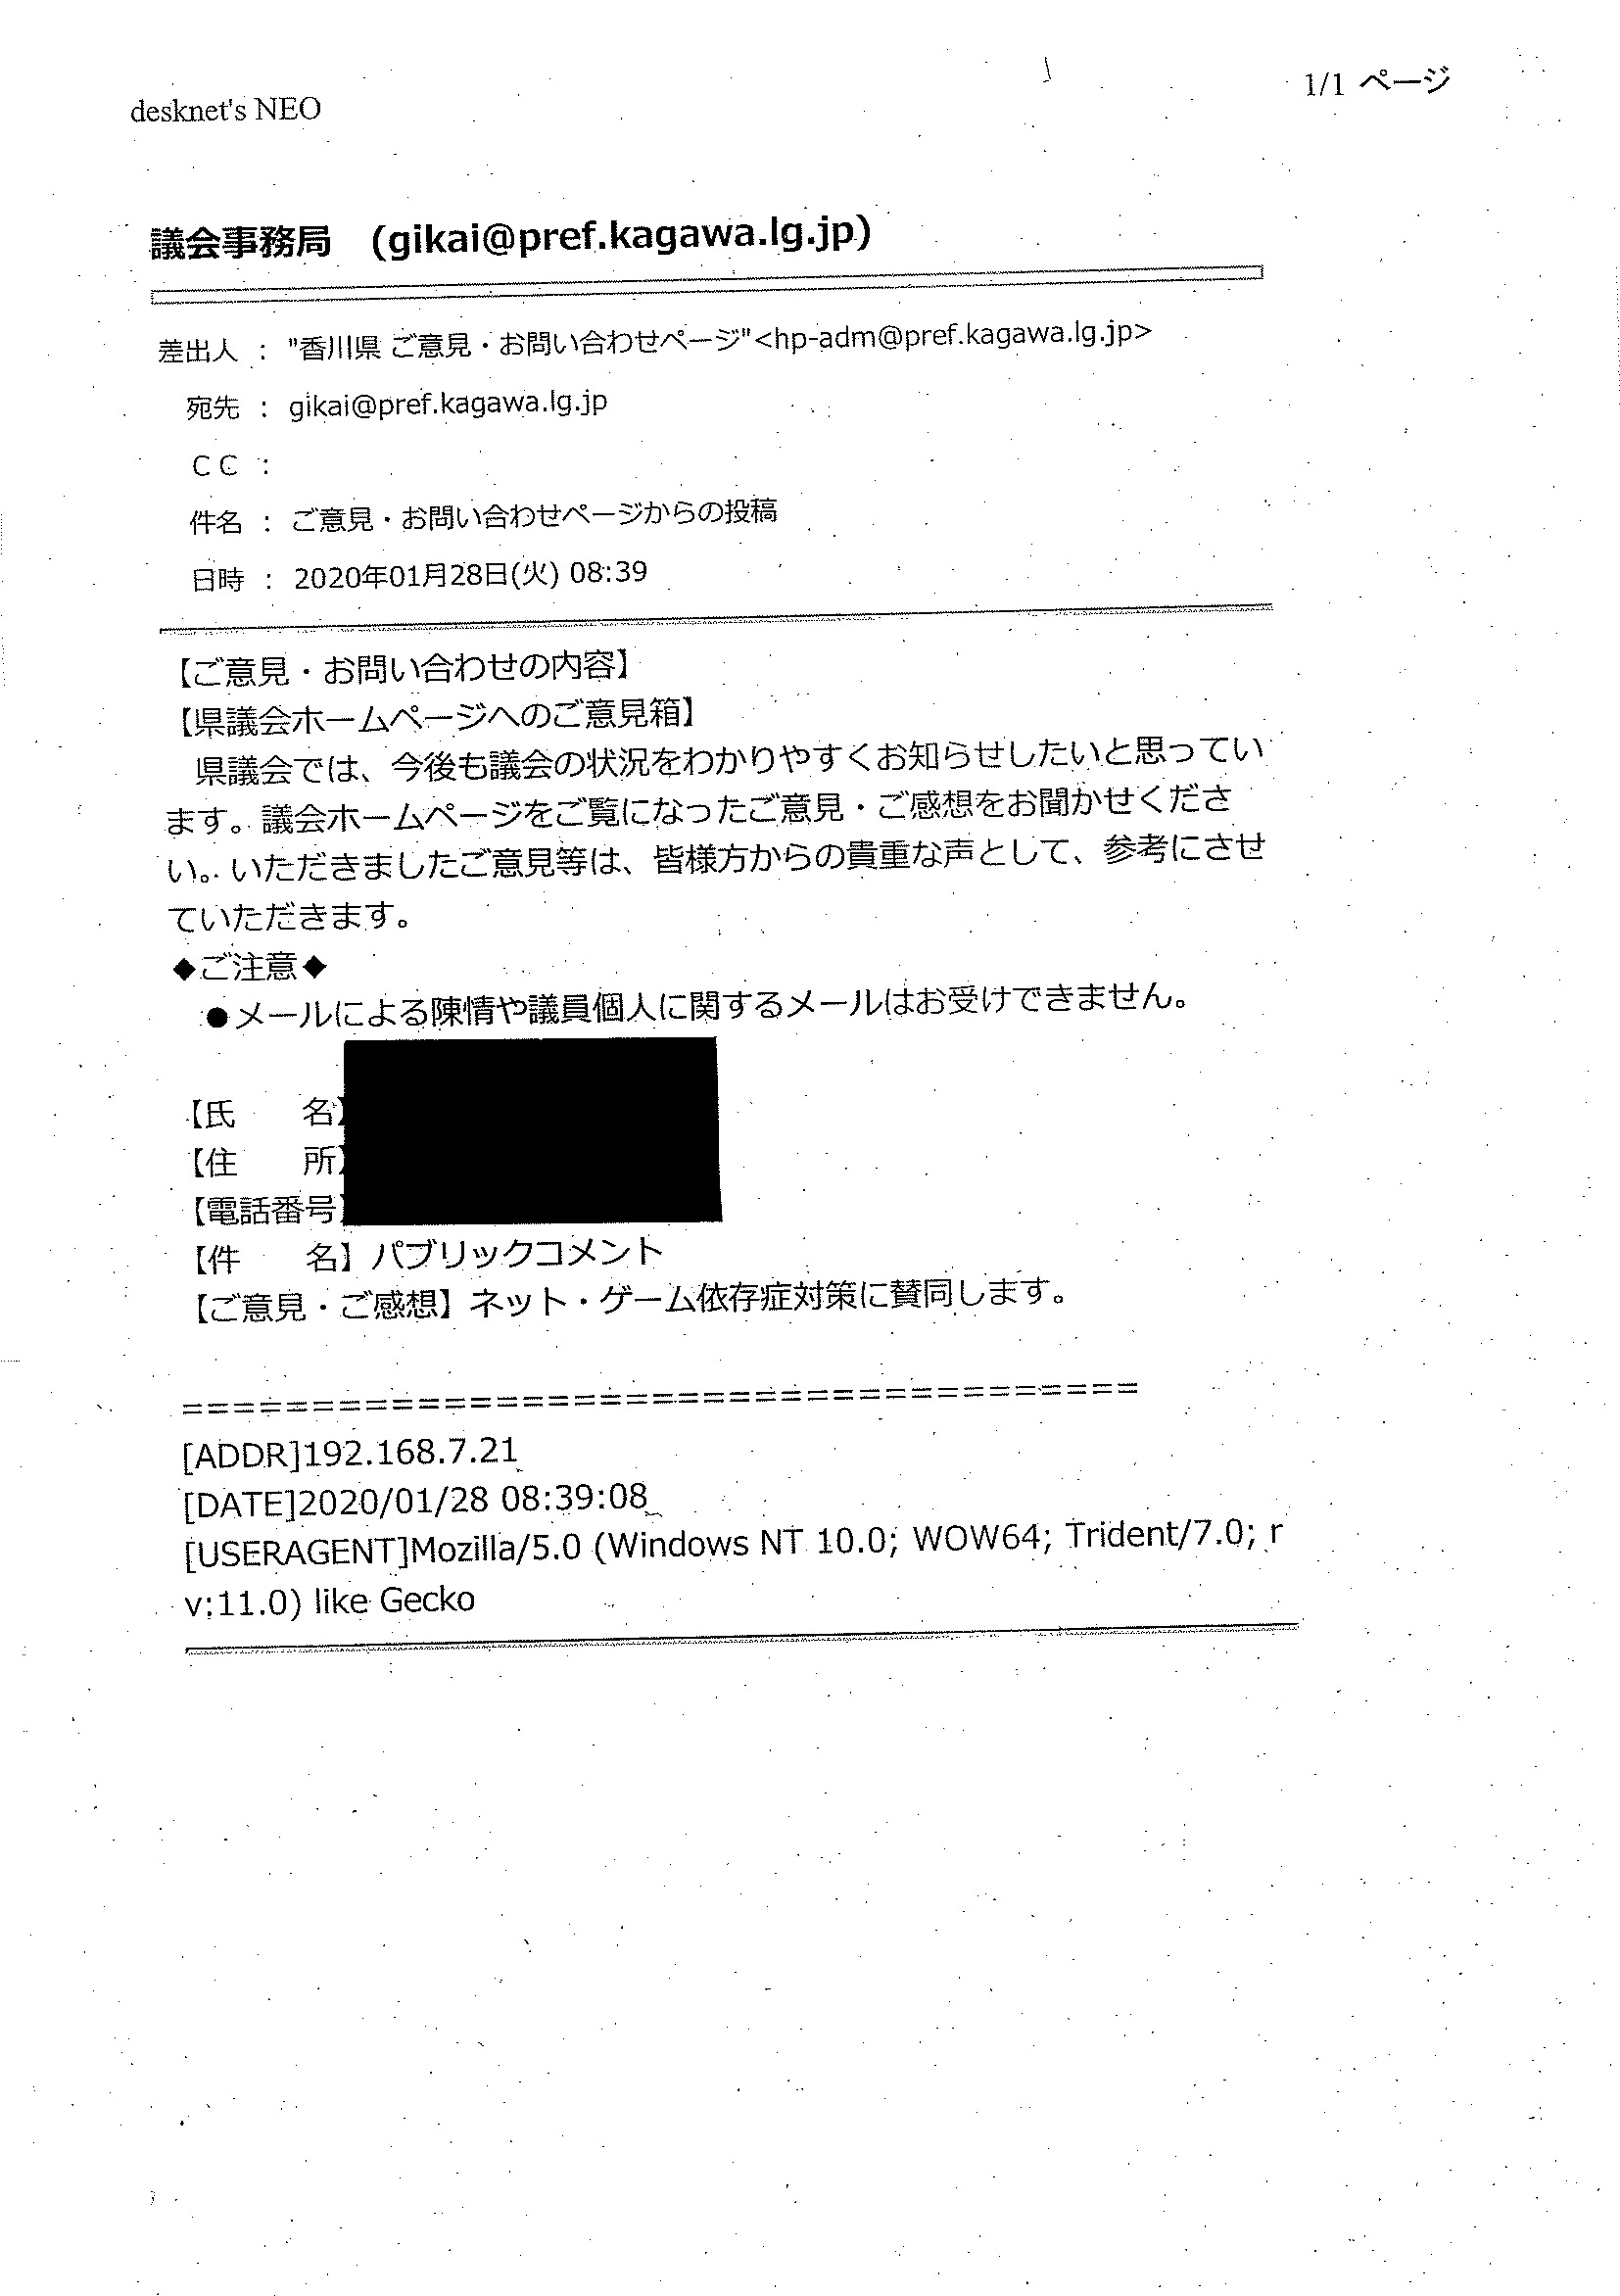 desknet's NEO
1/1 ページ
議会事務局　(gikai@pref.kagawa.lg.jp)
差出人 : "香川県 ご意見・お問い合わせページ"<hp-adm@pref.kagawa.lg.jp>
宛先 : gikai@pref.kagawa.lg.jp
CC :
件名 : ご意見・お問い合わせページからの投稿
日時 : 2020年01月28日(火) 08:39
【ご意見・お問い合わせの内容】
【県議会ホームページへのご意見箱】
　県議会では、今後も議会の状況をわかりやすくお知らせしたいと思ってい
ます。議会ホームページをご覧になったご意見・ご感想をお聞かせくださ
い。いただきましたご意見等は、皆様方からの貴重な声として、参考にさせ
ていただきます。
◆ご注意◆
　●メールによる陳情や議員個人に関するメールはお受けできません。
【氏　　名】
【住　　所】
【電話番号】
【件　　名】パブリックコメント
【ご意見・ご感想】ネット・ゲーム依存症対策に賛同します。
=====================================
[ADDR]192.168.7.21
[DATE]2020/01/28 08:39:08
[USERAGENT]Mozilla/5.0 (Windows NT 10.0; WOW64; Trident/7.0; r
v:11.0) like Gecko